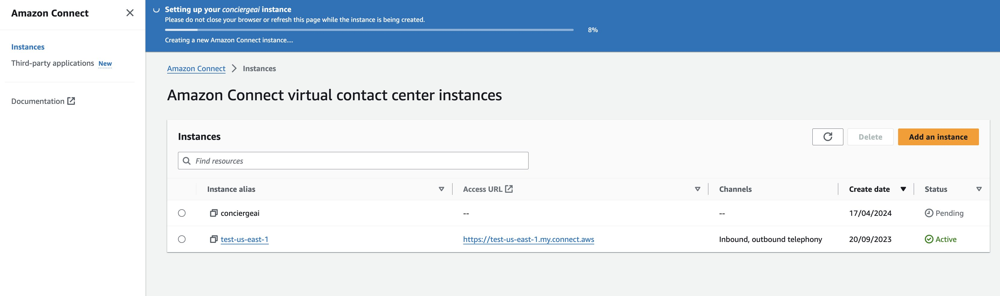 Amazon Connect
Instances
Third-party applications New
Documentation
Setting up your conciergeai instance
Please do not close your browser or refresh this page while the instance is being created.
8%
Creating a new Amazon Connect instance....
Amazon Connect > Instances
Amazon Connect virtual contact center instances
Instances
Delete
Add an instance
Find resources
Instance alias Access URL Channels Create date Status
conciergeai -- -- 17/04/2024 Pending
test-us-east-1 https://test-us-east-1.my.connect.aws Inbound, outbound telephony 20/09/2023 Active